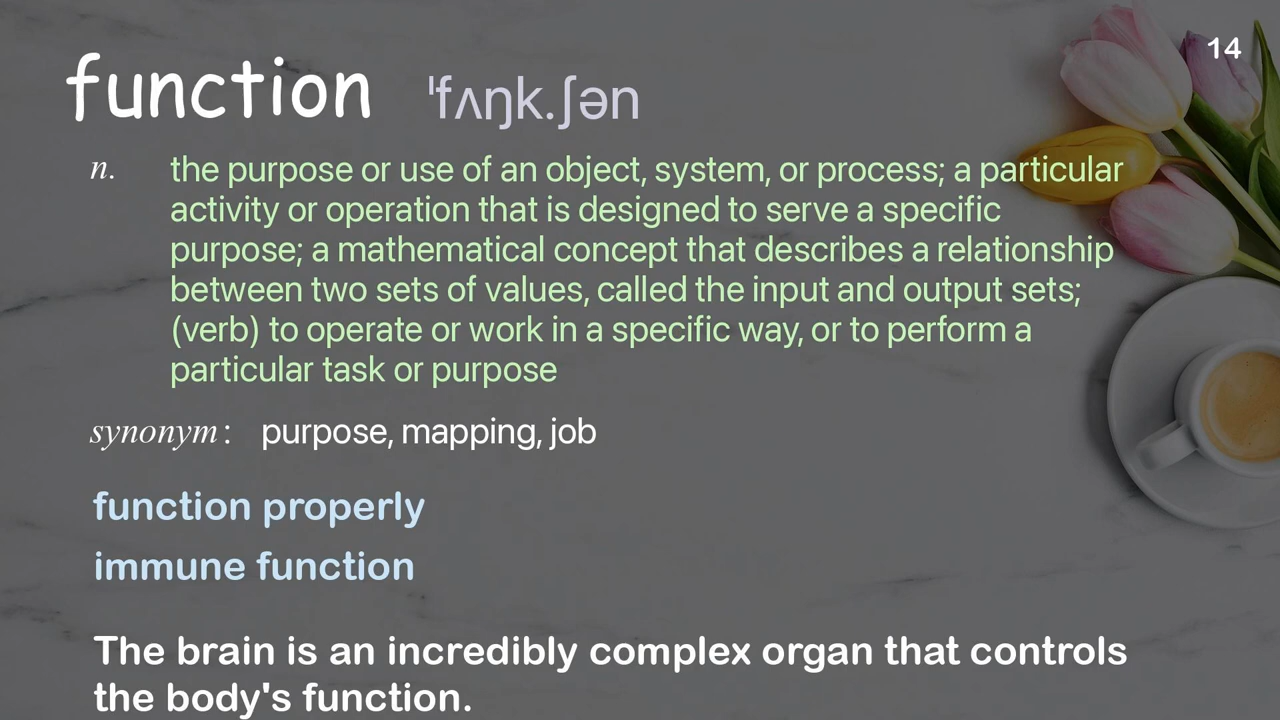 14
function ˈfʌŋk.ʃən
n. the purpose or use of an object, system, or process; a particular
activity or operation that is designed to serve a specific
purpose; a mathematical concept that describes a relationship
between two sets of values, called the input and output sets;
(verb) to operate or work in a specific way, or to perform a
particular task or purpose
synonym: purpose, mapping, job
function properly
immune function
The brain is an incredibly complex organ that controls
the body's function.